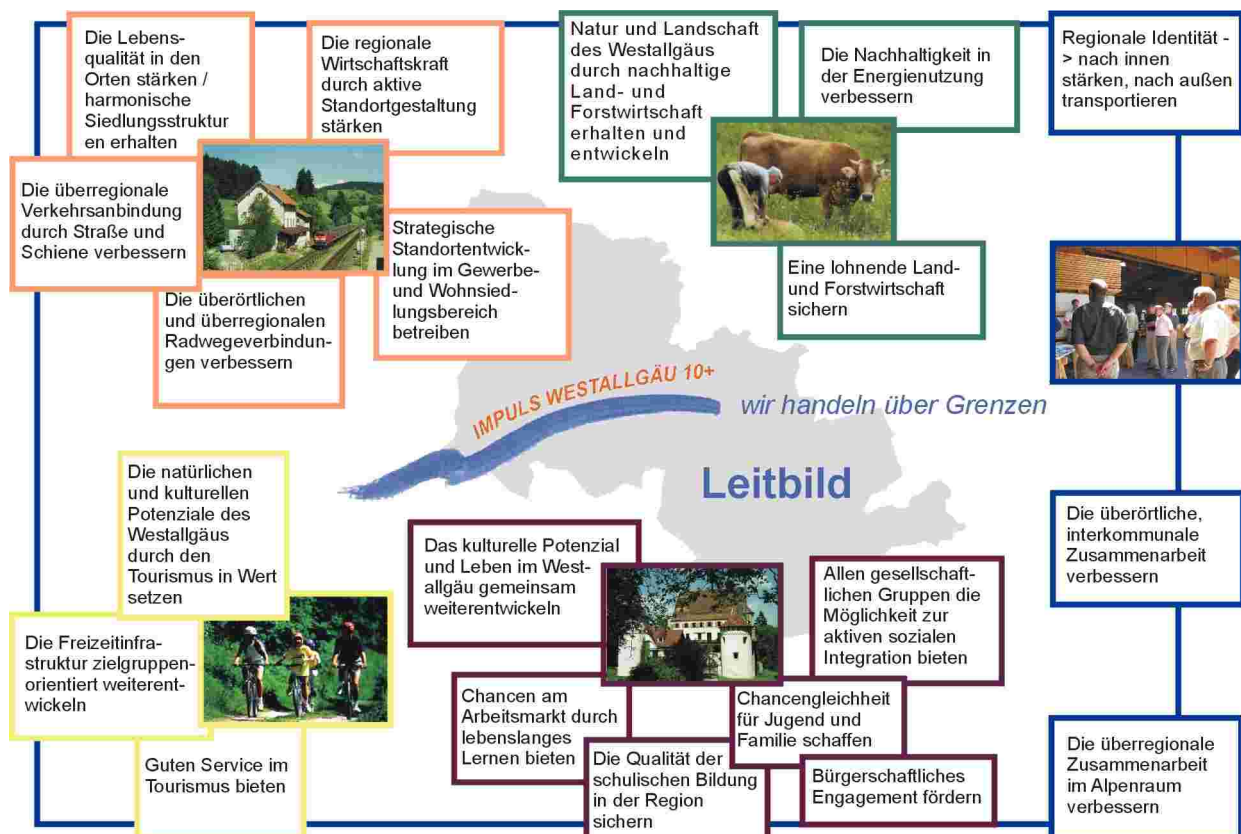 Die Lebens-
qualität in den
Orten stärken /
harmonische
Siedlungsstruktur
en erhalten
Die regionale
Wirtschaftskraft
durch aktive
Standortgestaltung
stärken
Die überregionale
Verkehrsanbindung
durch Straße und
Schiene verbessern
Strategische
Standortentwick-
lung im Gewerbe-
und Wohnsied-
lungsbereich
betreiben
Die überörtlichen
und überregionalen
Radwegeverbindun-
gen verbessern
Natur und Landschaft
des Westallgäus
durch nachhaltige
Land- und
Forstwirtschaft
erhalten und
entwickeln
Die Nachhaltigkeit in
der Energienutzung
verbessern
Eine lohnende Land-
und Forstwirtschaft
sichern
Regionale Identität -
> nach innen
stärken, nach außen
transportieren
IMPULS WESTALLGÄU 10+
wir handeln über Grenzen
Leitbild
Die natürlichen
und kulturellen
Potenziale des
Westallgäus
durch den
Tourismus in Wert
setzen
Die Freizeitinfra-
struktur zielgruppen-
orientiert weiterent-
wickeln
Guten Service im
Tourismus bieten
Das kulturelle Potenzial
und Leben im West-
allgäu gemeinsam
weiterentwickeln
Allen gesellschaft-
lichen Gruppen die
Möglichkeit zur
aktiven sozialen
Integration bieten
Chancen am
Arbeitsmarkt durch
lebenslanges
Lernen bieten
Chancengleichheit
für Jugend und
Familie schaffen
Die Qualität der
schulischen Bildung
in der Region
sichern
Bürgerschaftliches
Engagement fördern
Die überörtliche,
interkommunale
Zusammenarbeit
verbessern
Die überregionale
Zusammenarbeit
im Alpenraum
verbessern